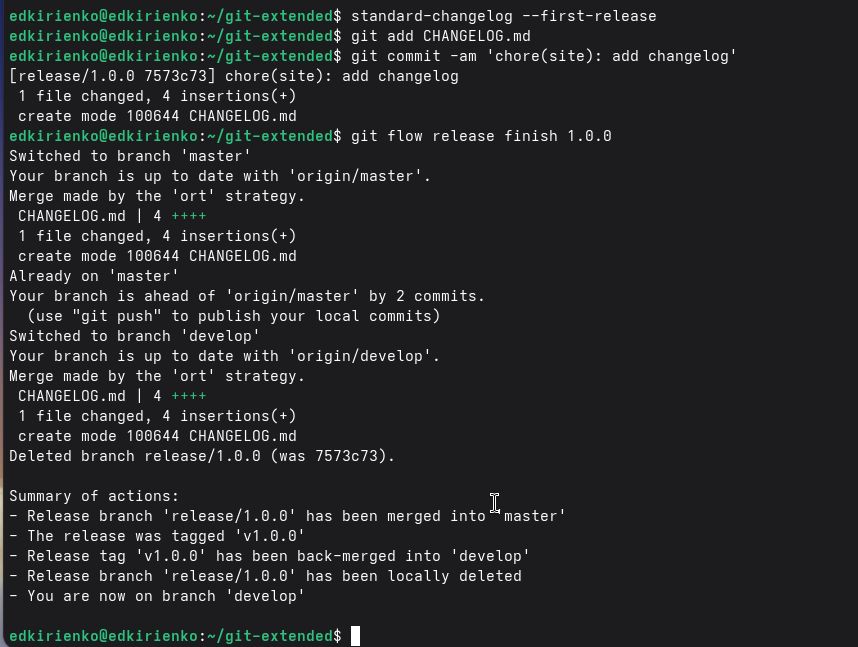 edkirienko@edkirienko:~/git-extended$ standard-changelog --first-release
edkirienko@edkirienko:~/git-extended$ git add CHANGELOG.md
edkirienko@edkirienko:~/git-extended$ git commit -am 'chore(site): add changelog'
[release/1.0.0 7573c73] chore(site): add changelog
 1 file changed, 4 insertions(+)
 create mode 100644 CHANGELOG.md
edkirienko@edkirienko:~/git-extended$ git flow release finish 1.0.0
Switched to branch 'master'
Your branch is up to date with 'origin/master'.
Merge made by the 'ort' strategy.
 CHANGELOG.md | 4 ++++
 1 file changed, 4 insertions(+)
 create mode 100644 CHANGELOG.md
Already on 'master'
Your branch is ahead of 'origin/master' by 2 commits.
  (use "git push" to publish your local commits)
Switched to branch 'develop'
Your branch is up to date with 'origin/develop'.
Merge made by the 'ort' strategy.
 CHANGELOG.md | 4 ++++
 1 file changed, 4 insertions(+)
 create mode 100644 CHANGELOG.md
Deleted branch release/1.0.0 (was 7573c73).

Summary of actions:
- Release branch 'release/1.0.0' has been merged into 'master'
- The release was tagged 'v1.0.0'
- Release tag 'v1.0.0' has been back-merged into 'develop'
- Release branch 'release/1.0.0' has been locally deleted
- You are now on branch 'develop'

edkirienko@edkirienko:~/git-extended$